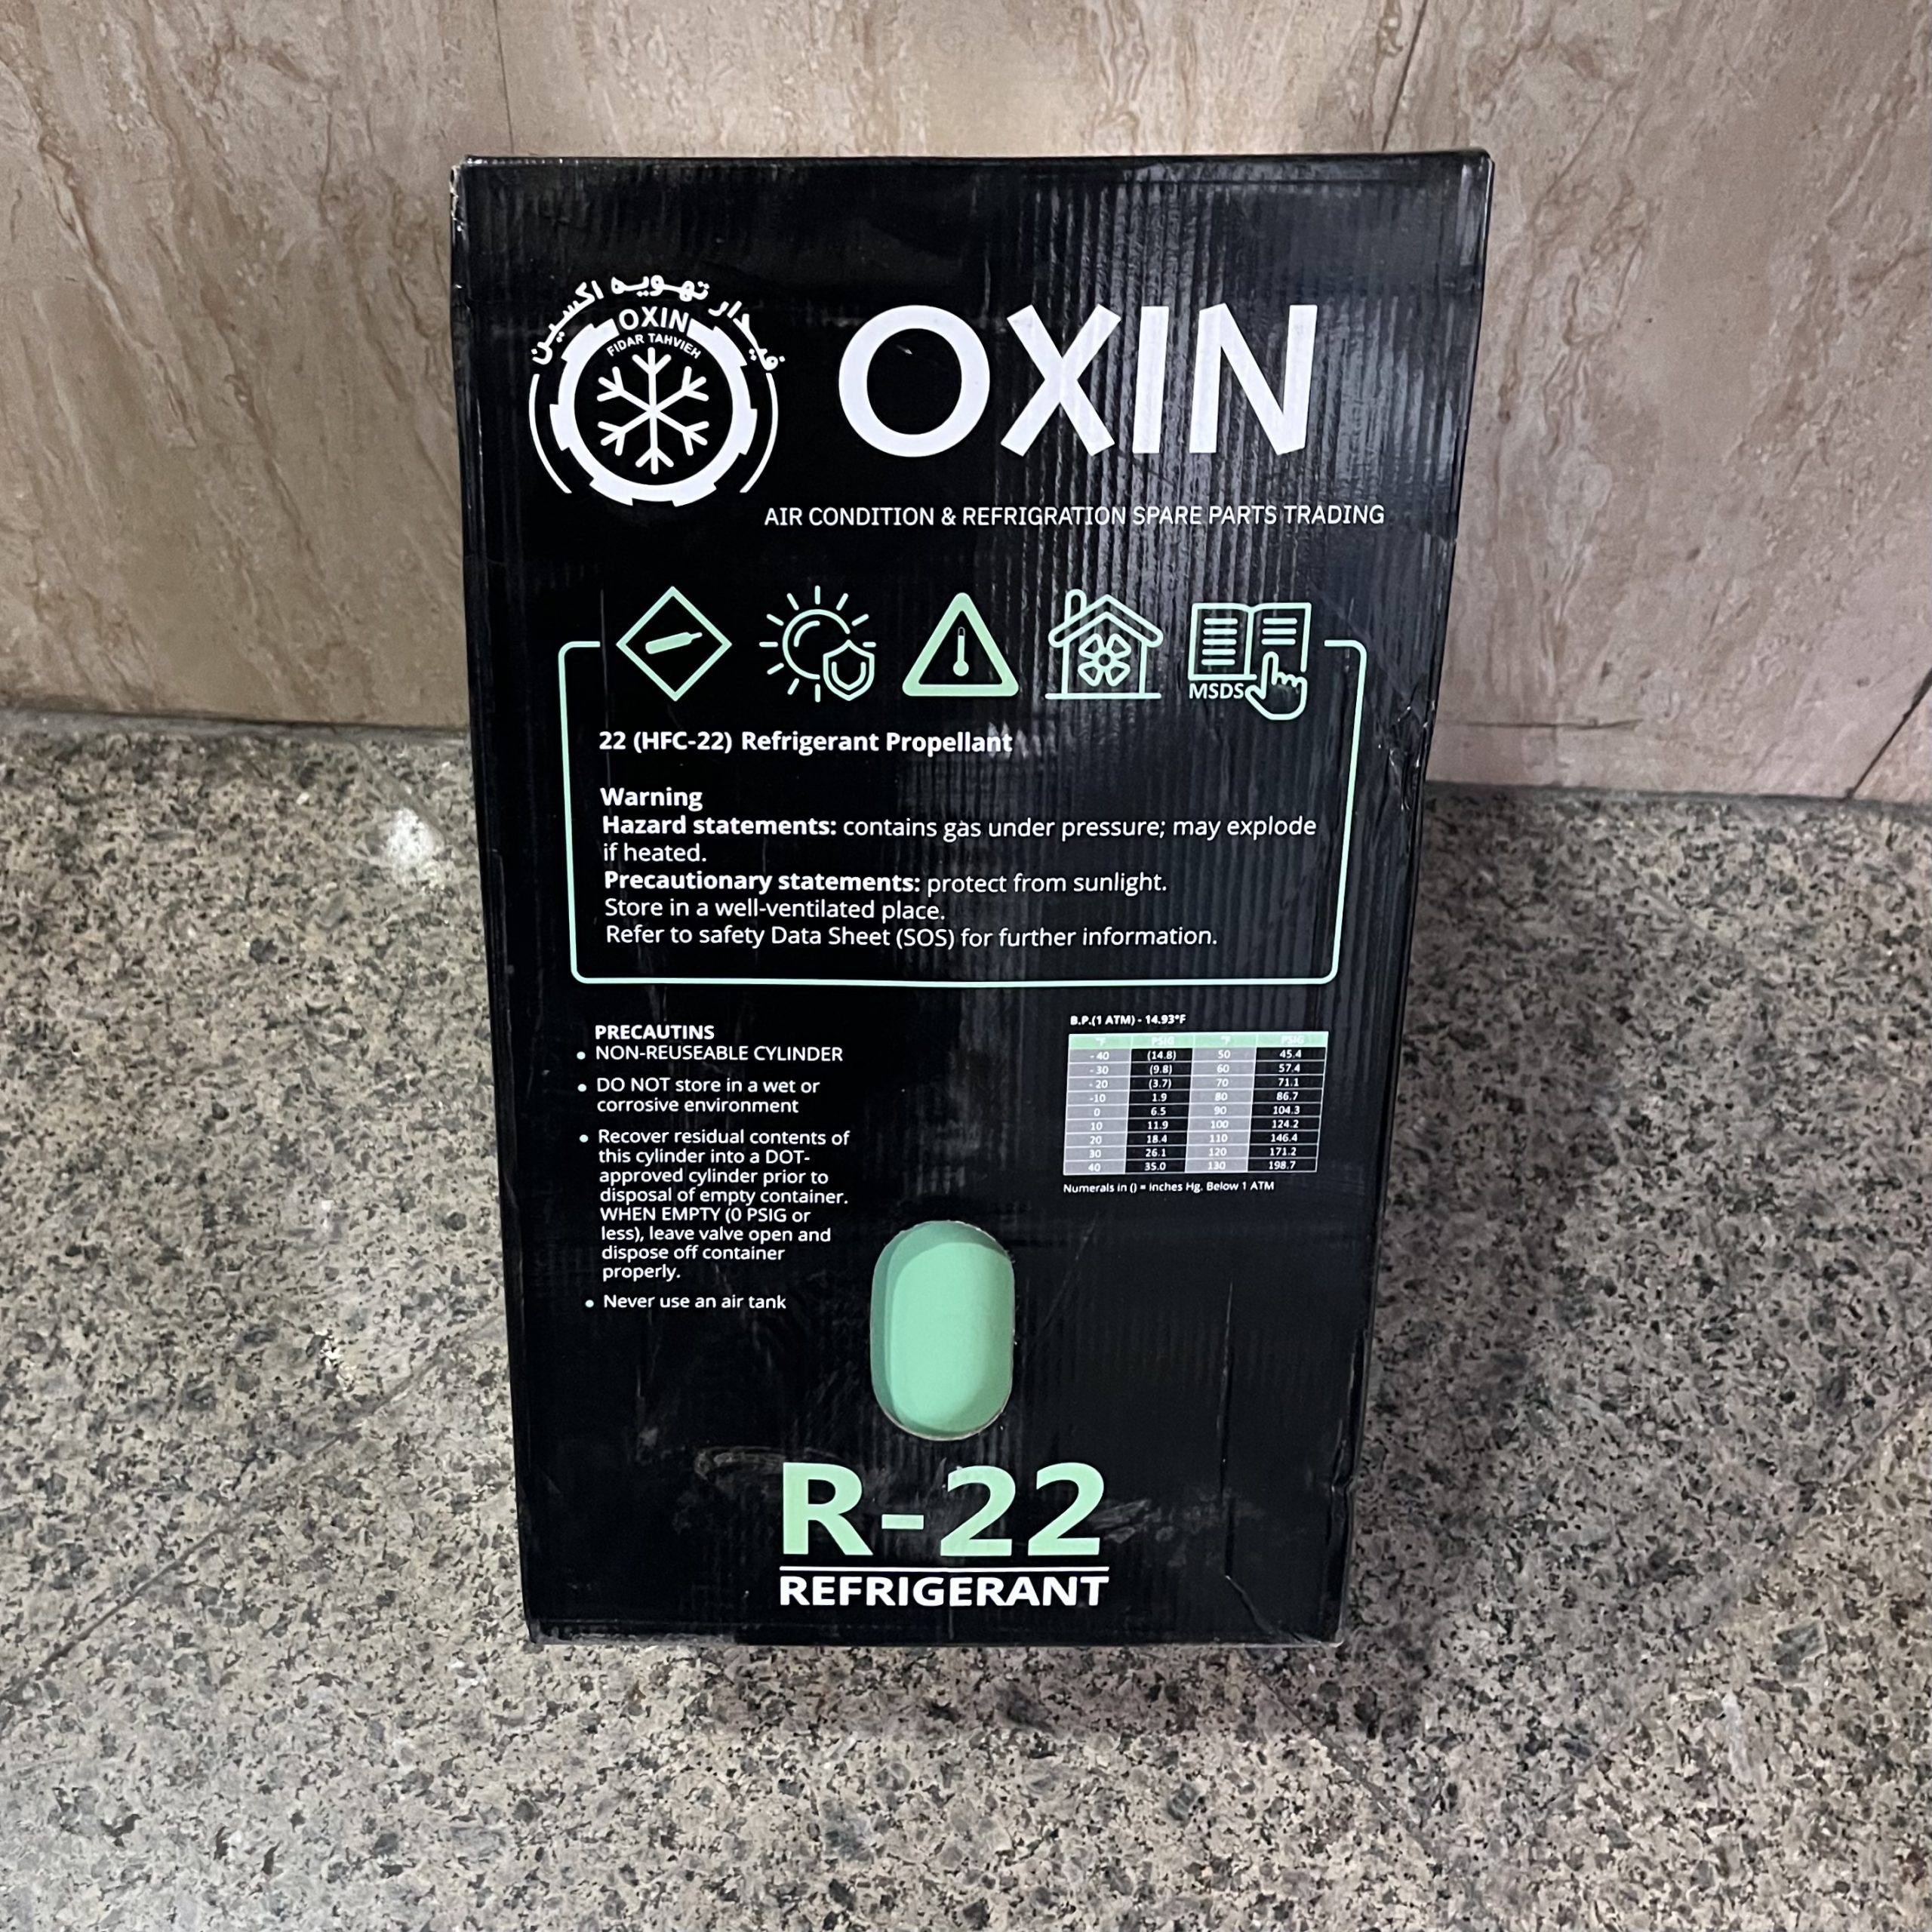 فیدار تهویه اکسین
OXIN
FIDAR TAHVIEH
OXIN
AIR CONDITION & REFRIGRATION SPARE PARTS TRADING
MSDS
22 (HFC-22) Refrigerant Propellant
Warning
Hazard statements: contains gas under pressure; may explode
if heated.
Precautionary statements: protect from sunlight.
Store in a well-ventilated place.
Refer to safety Data Sheet (SOS) for further information.
PRECAUTINS
• NON-REUSEABLE CYLINDER
• DO NOT store in a wet or
corrosive environment
• Recover residual contents of
this cylinder into a DOT-
approved cylinder prior to
disposal of empty container.
WHEN EMPTY (0 PSIG or
less), leave valve open and
dispose off container
properly.
• Never use an air tank
B.P.(1 ATM) - 14.93°F
°F PSIG °F PSIG
- 40 (14.8) 50 45.4
- 30 (9.8) 60 57.4
- 20 (3.7) 70 71.1
-10 1.9 80 86.7
0 6.5 90 104.3
10 11.9 100 124.2
20 18.4 110 146.4
30 26.1 120 171.2
40 35.0 130 198.7
Numerals in () = inches Hg. Below 1 ATM
R-22
REFRIGERANT